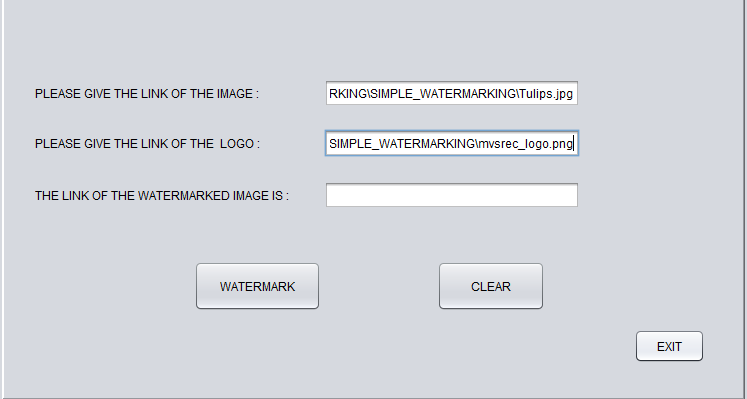 PLEASE GIVE THE LINK OF THE IMAGE : RKING\SIMPLE_WATERMARKING\Tulips.jpg
PLEASE GIVE THE LINK OF THE  LOGO : SIMPLE_WATERMARKING\mvsrec_logo.png
THE LINK OF THE WATERMARKED IMAGE IS :
WATERMARK CLEAR
EXIT